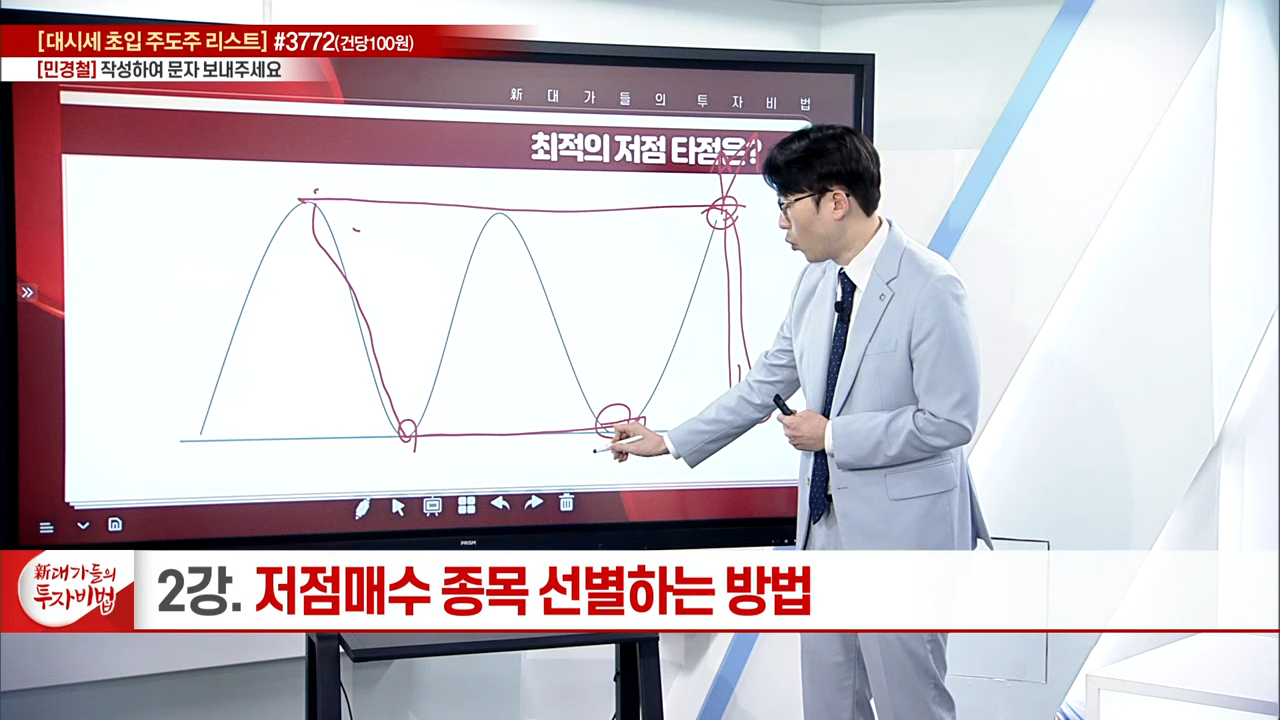 [대시세 초입 주도주 리스트] #3772(건당100원)
[민경철] 작성하여 문자 보내주세요
新 대 가 들 의 투 자 비 법
최적의 저점 타점은?
PRISM
新대가들의
투자비법
2강. 저점매수 종목 선별하는 방법